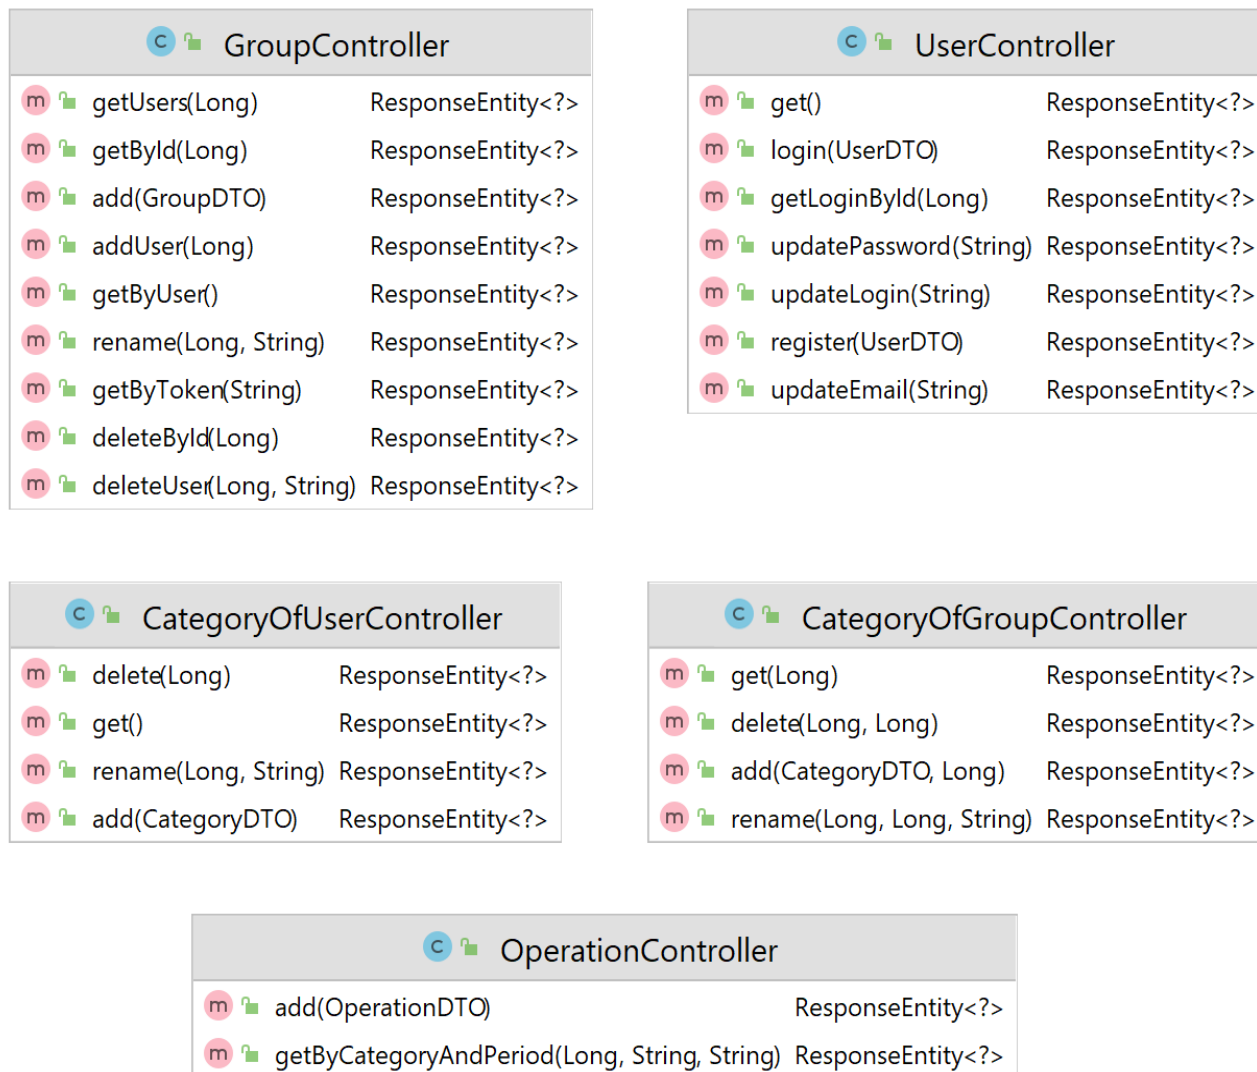 GroupController
getUsers(Long) ResponseEntity<?>
getById(Long) ResponseEntity<?>
add(GroupDTO) ResponseEntity<?>
addUser(Long) ResponseEntity<?>
getByUser() ResponseEntity<?>
rename(Long, String) ResponseEntity<?>
getByToken(String) ResponseEntity<?>
deleteById(Long) ResponseEntity<?>
deleteUser(Long, String) ResponseEntity<?>
UserController
get() ResponseEntity<?>
login(UserDTO) ResponseEntity<?>
getLoginById(Long) ResponseEntity<?>
updatePassword(String) ResponseEntity<?>
updateLogin(String) ResponseEntity<?>
register(UserDTO) ResponseEntity<?>
updateEmail(String) ResponseEntity<?>
CategoryOfUserController
delete(Long) ResponseEntity<?>
get() ResponseEntity<?>
rename(Long, String) ResponseEntity<?>
add(CategoryDTO) ResponseEntity<?>
CategoryOfGroupController
get(Long) ResponseEntity<?>
delete(Long, Long) ResponseEntity<?>
add(CategoryDTO, Long) ResponseEntity<?>
rename(Long, Long, String) ResponseEntity<?>
OperationController
add(OperationDTO) ResponseEntity<?>
getByCategoryAndPeriod(Long, String, String) ResponseEntity<?>